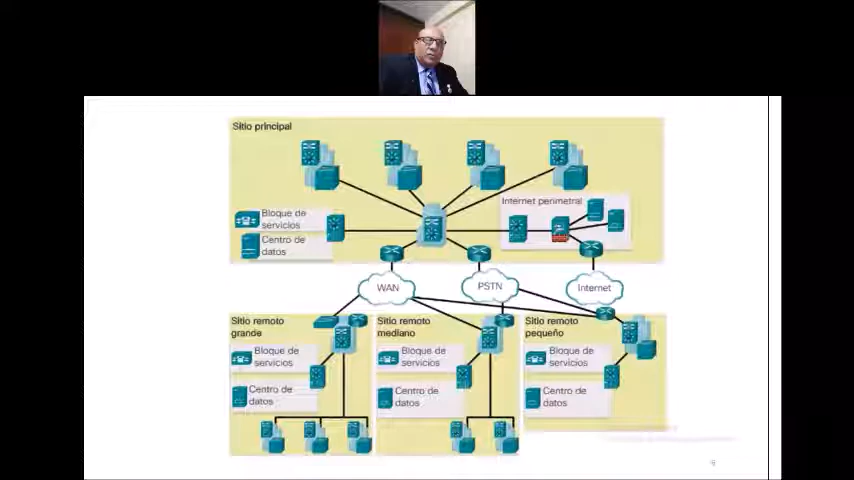 Sitio principal
Internet perimetral
Bloque de
servicios
Centro de
datos
WAN
PSTN
Internet
Sitio remoto
grande
Bloque de
servicios
Centro de
datos
Sitio remoto
mediano
Bloque de
servicios
Centro de
datos
Sitio remoto
pequeño
Bloque de
servicios
Centro de
datos
9